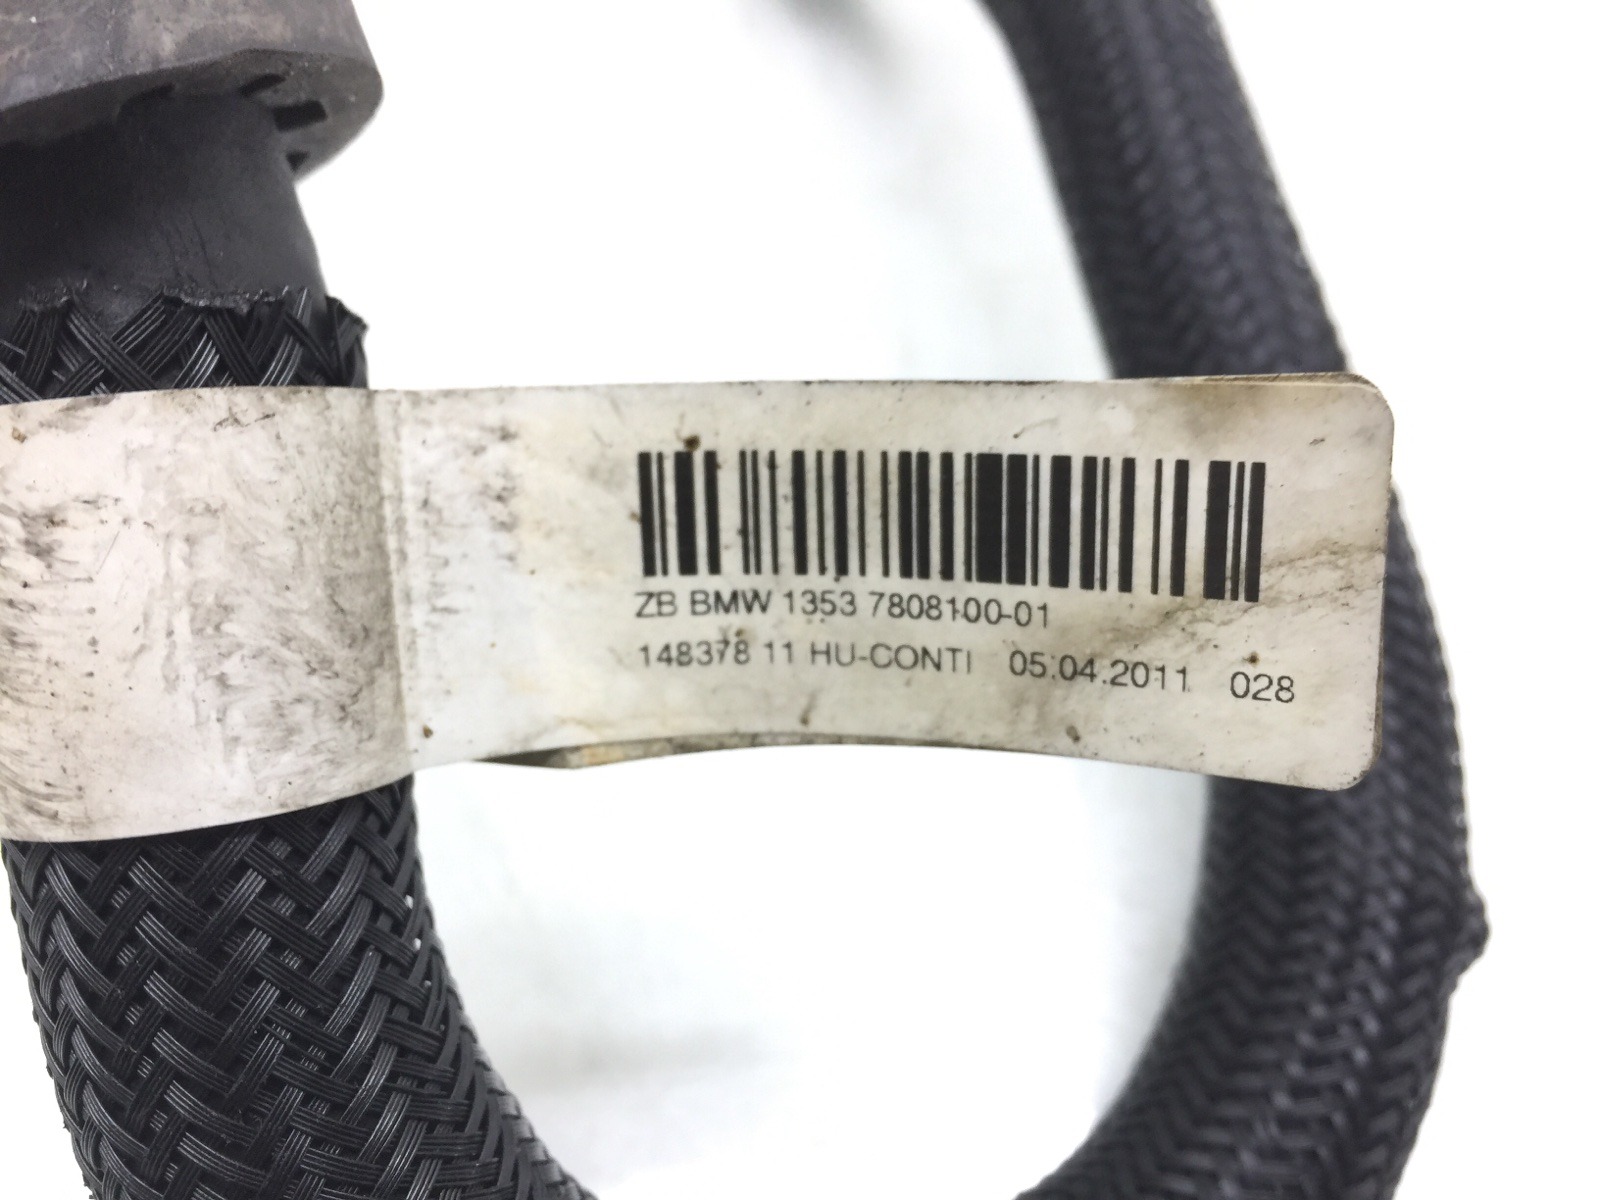 ZB BMW 1353 7808100-01
148378 11 HU-CONTI 05.04.2011 028